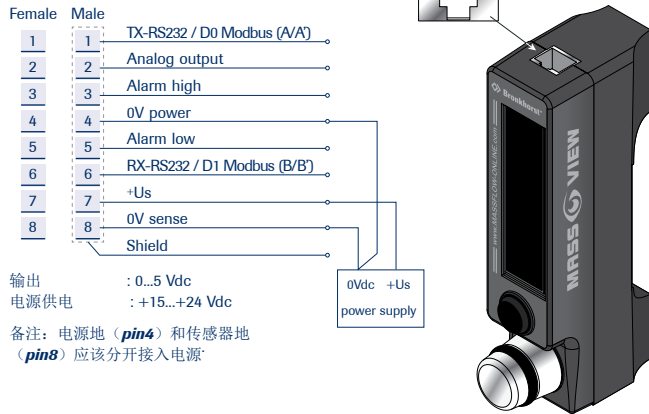 Female Male
1 1 TX-RS232 / D0 Modbus (A/A')
2 2 Analog output
3 3 Alarm high
4 4 0V power
5 5 Alarm low
6 6 RX-RS232 / D1 Modbus (B/B')
7 7 +Us
8 8 0V sense
Shield
输出 : 0...5 Vdc
电源供电 : +15...+24 Vdc
备注：电源地（pin4）和传感器地
（pin8）应该分开接入电源
0Vdc +Us
power supply
Bronkhorst
www.MASSFLOW-ONLINE.com
MASS VIEW